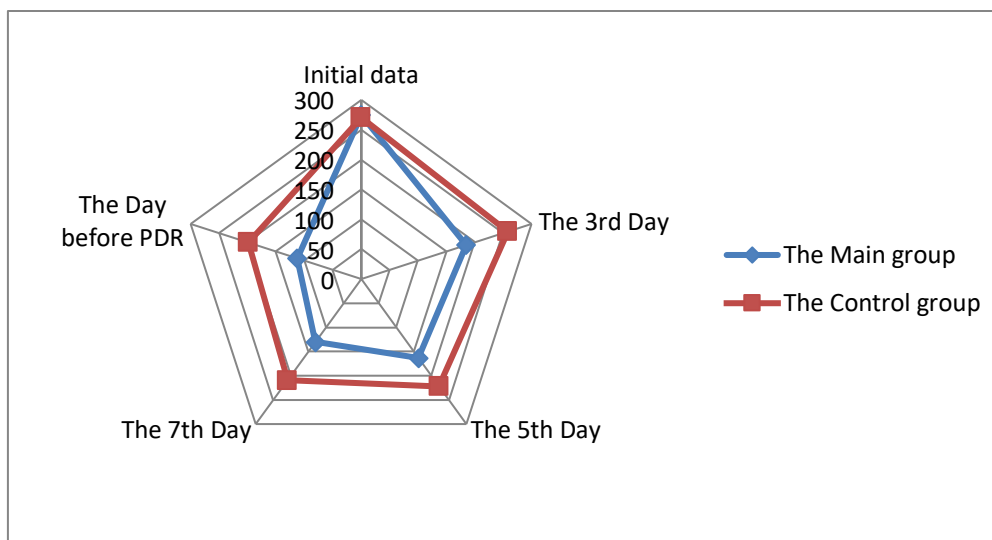 Initial data
300
250
200
150
100
50
0
The 3rd Day
The 5th Day
The 7th Day
The Day
before PDR
The Main group
The Control group